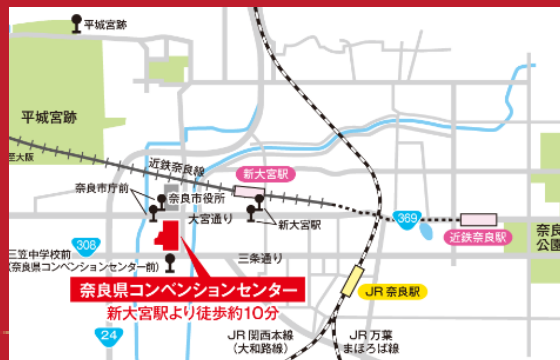 平城宮跡
平城宮跡
至大阪
近鉄奈良線
新大宮駅
奈良市庁前
奈良市役所
大宮通り
新大宮駅
369
近鉄奈良駅
奈良
公園
308
三笠中学校前
(奈良県コンベンションセンター前)
三条通り
奈良県コンベンションセンター
新大宮駅より徒歩約10分
JR 奈良駅
24
JR 関西本線
(大和路線)
JR 万葉
まほろば線